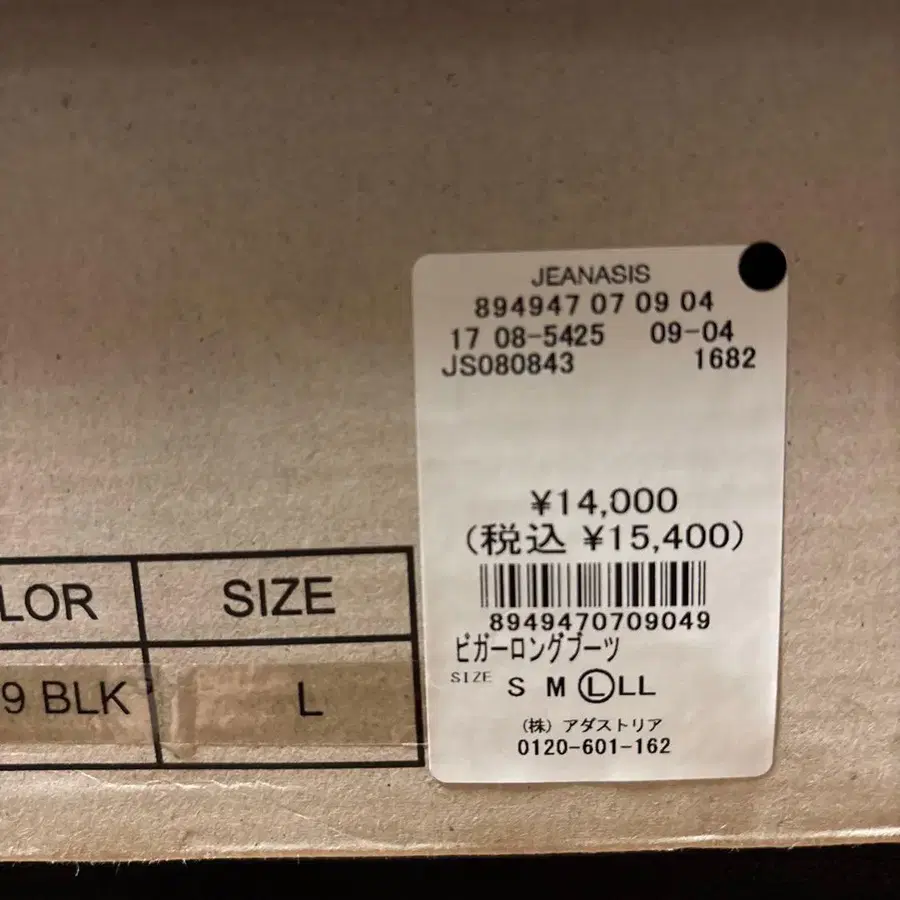 JEANASIS
894947 07 09 04
17 08-5425 09-04
JS080843 1682
¥14,000
(税込 ¥15,400)
8949470709049
ビガーロングブーツ
SIZE S M L LL
(株) アダストリア
0120-601-162
LOR SIZE
9 BLK L